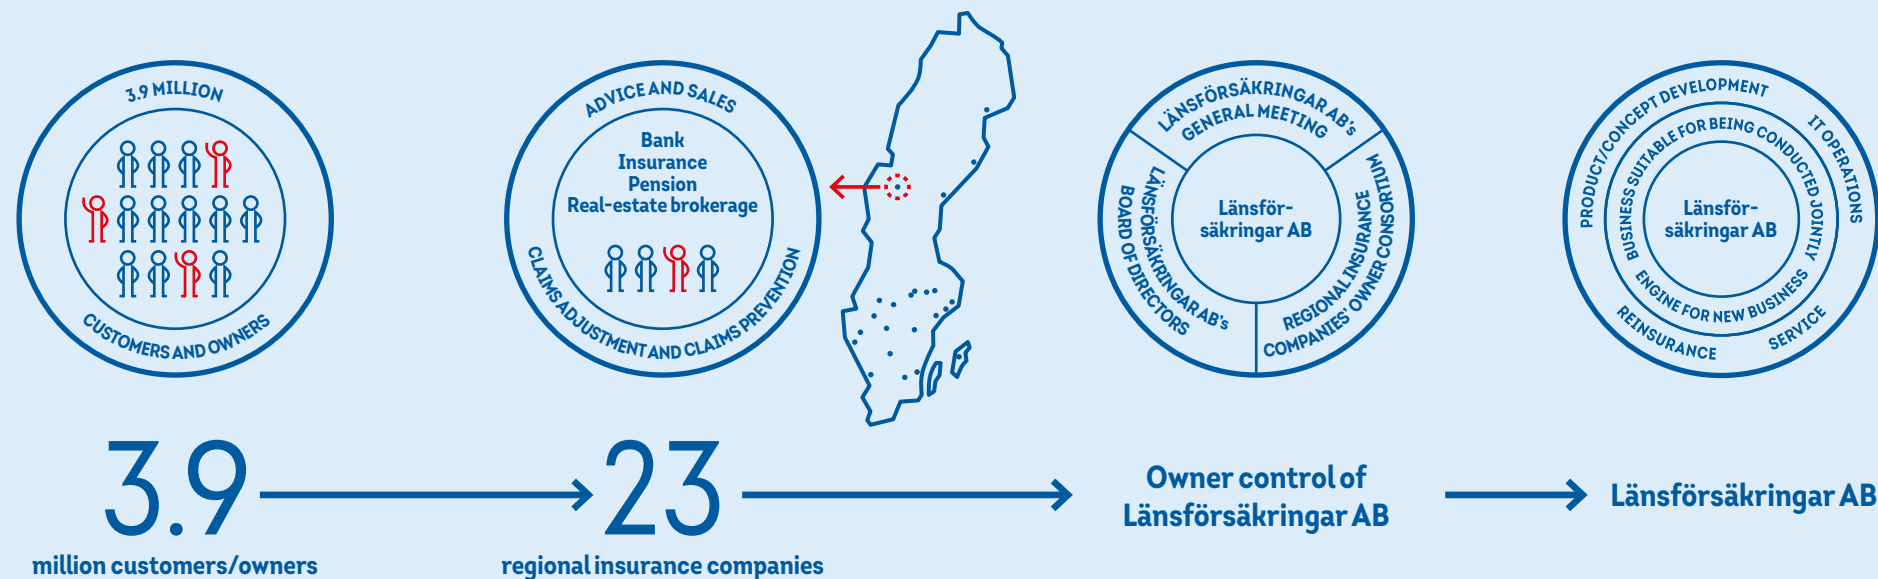 3.9 MILLION
CUSTOMERS AND OWNERS
ADVICE AND SALES
Bank
Insurance
Pension
Real-estate brokerage
CLAIMS ADJUSTMENT AND CLAIMS PREVENTION
LÄNSFÖRSÄKRINGAR AB's
GENERAL MEETING
LÄNSFÖRSÄKRINGAR AB's
BOARD OF DIRECTORS
REGIONAL INSURANCE
COMPANIES' OWNER CONSORTIUM
Länsför-
säkringar AB
PRODUCT/CONCEPT DEVELOPMENT
IT OPERATIONS
SERVICE
REINSURANCE
BUSINESS SUITABLE FOR BEING CONDUCTED JOINTLY
ENGINE FOR NEW BUSINESS
Länsför-
säkringar AB
3.9
million customers/owners
23
regional insurance companies
Owner control of
Länsförsäkringar AB
Länsförsäkringar AB